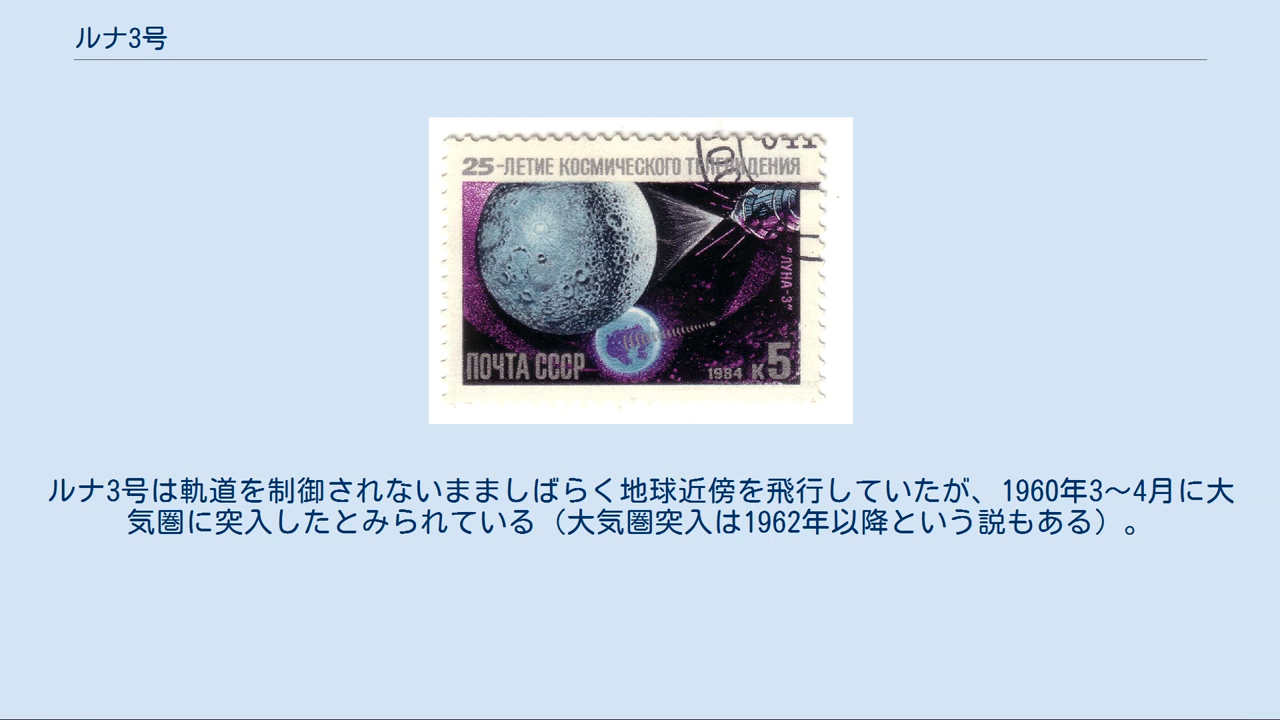 ルナ3号
25-ЛЕТИЕ КОСМИЧЕСКОГО ТЕЛЕВИДЕНИЯ
"ЛУНА-3"
ПОЧТА СССР
1984 К5
ルナ3号は軌道を制御されないまましばらく地球近傍を飛行していたが、1960年3〜4月に大
気圏に突入したとみられている（大気圏突入は1962年以降という説もある）。